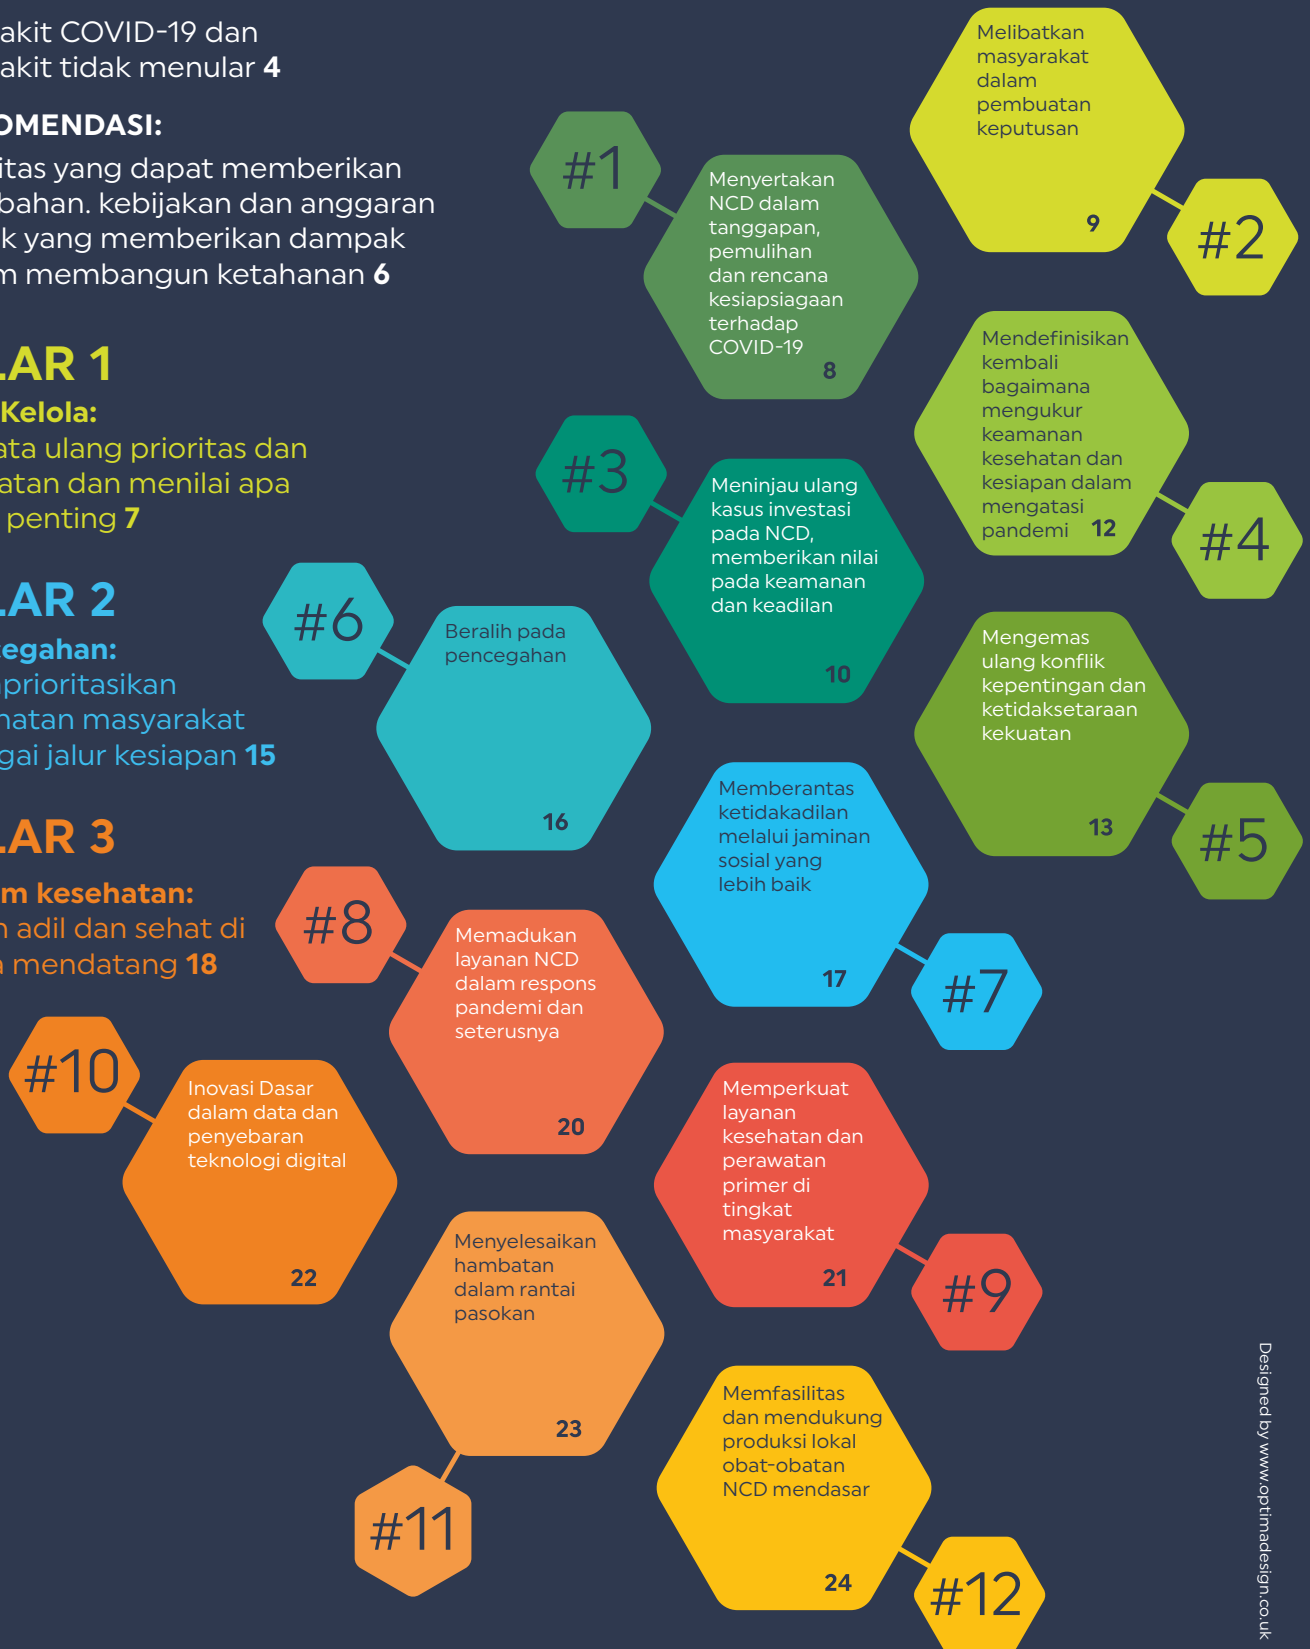 akit COVID-19 dan
akit tidak menular 4
OMENDASI:
itas yang dapat memberikan
bahan. kebijakan dan anggaran
k yang memberikan dampak
m membangun ketahanan 6
LAR 1
Kelola:
ata ulang prioritas dan
atan dan menilai apa
penting 7
LAR 2
egahan:
prioritasikan
hatan masyarakat
gai jalur kesiapan 15
LAR 3
m kesehatan:
n adil dan sehat di
a mendatang 18
#1
Menyertakan
NCD dalam
tanggapan,
pemulihan
dan rencana
kesiapsiagaan
terhadap
COVID-19
8
Melibatkan
masyarakat
dalam
pembuatan
keputusan
9
#2
#3
Meninjau ulang
kasus investasi
pada NCD,
memberikan nilai
pada keamanan
dan keadilan
10
Mendefinisikan
kembali
bagaimana
mengukur
keamanan
kesehatan dan
kesiapan dalam
mengatasi
pandemi 12
#4
Mengemas
ulang konflik
kepentingan dan
ketidaksetaraan
kekuatan
13
#5
#6
Beralih pada
pencegahan
16
Memberantas
ketidakadilan
melalui jaminan
sosial yang
lebih baik
17
#7
#8
Memadukan
layanan NCD
dalam respons
pandemi dan
seterusnya
20
Memperkuat
layanan
kesehatan dan
perawatan
primer di
tingkat
masyarakat
21
#9
#10
Inovasi Dasar
dalam data dan
penyebaran
teknologi digital
22
Menyelesaikan
hambatan
dalam rantai
pasokan
23
#11
Memfasilitas
dan mendukung
produksi lokal
obat-obatan
NCD mendasar
24
#12
Designed by www.optimadesign.co.uk